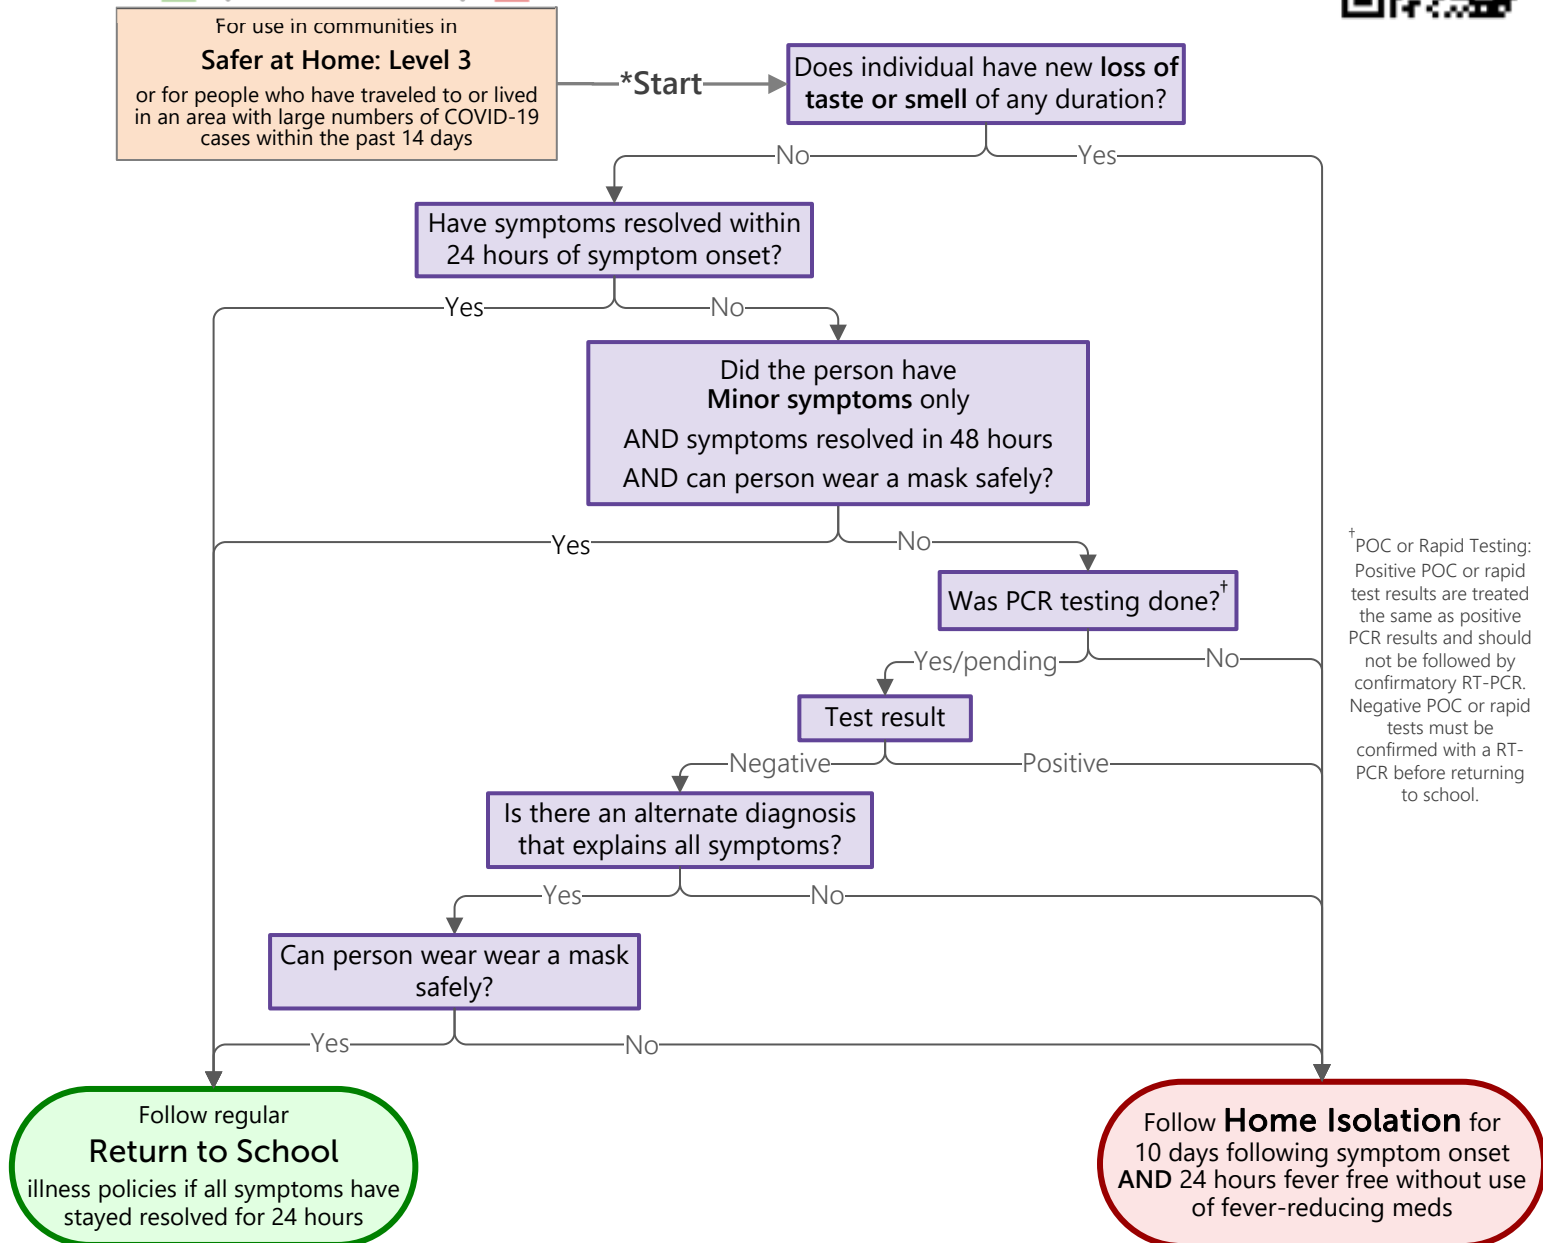 For use in communities in
Safer at Home: Level 3
or for people who have traveled to or lived
in an area with large numbers of COVID-19
cases within the past 14 days
*Start
Does individual have new loss of
taste or smell of any duration?
No
Yes
Have symptoms resolved within
24 hours of symptom onset?
Yes
No
Did the person have
Minor symptoms only
AND symptoms resolved in 48 hours
AND can person wear a mask safely?
Yes
No
Was PCR testing done?†
Yes/pending
No
Test result
Negative
Positive
†POC or Rapid Testing:
Positive POC or rapid
test results are treated
the same as positive
PCR results and should
not be followed by
confirmatory RT-PCR.
Negative POC or rapid
tests must be
confirmed with a RT-
PCR before returning
to school.
Is there an alternate diagnosis
that explains all symptoms?
Yes
No
Can person wear wear a mask
safely?
Yes
No
Follow regular
Return to School
illness policies if all symptoms have
stayed resolved for 24 hours
Follow Home Isolation for
10 days following symptom onset
AND 24 hours fever free without use
of fever-reducing meds